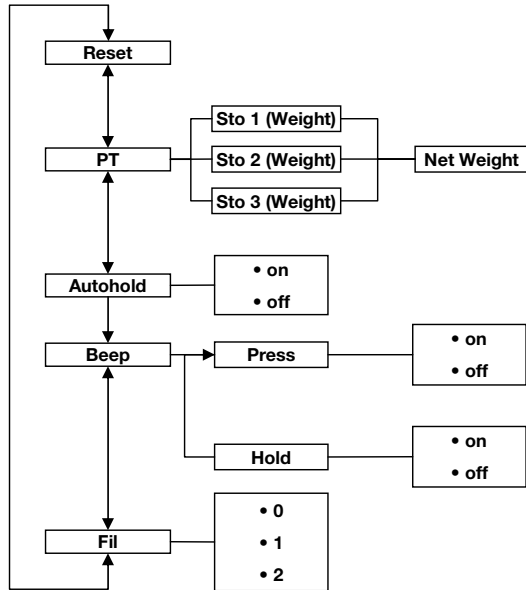 Reset
PT
Sto 1 (Weight)
Sto 2 (Weight)
Sto 3 (Weight)
Net Weight
Autohold
• on
• off
Beep
Press
• on
• off
Hold
• on
• off
Fil
• 0
• 1
• 2